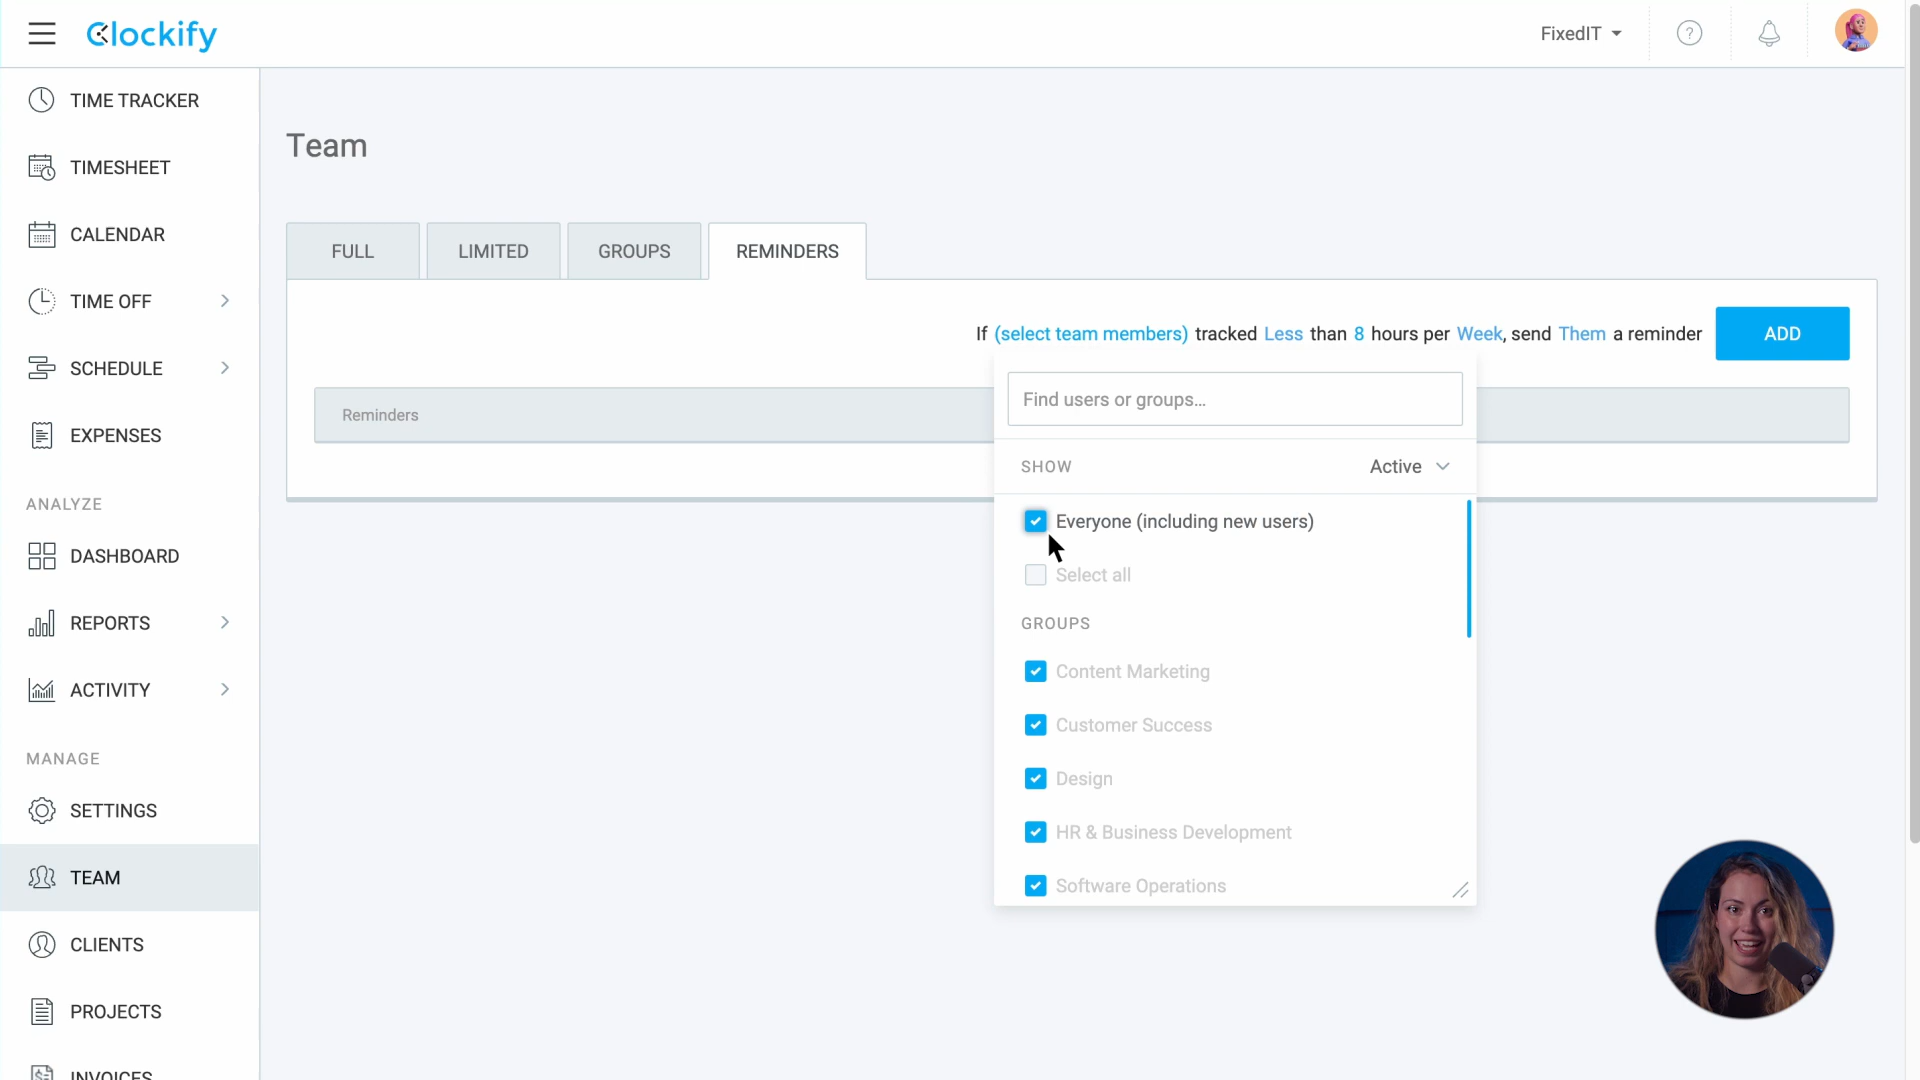 Clockify
FixedIT
?
TIME TRACKER
TIMESHEET
CALENDAR
TIME OFF
SCHEDULE
EXPENSES
ANALYZE
DASHBOARD
REPORTS
ACTIVITY
MANAGE
SETTINGS
TEAM
CLIENTS
PROJECTS
INVOICES
Team
FULL
LIMITED
GROUPS
REMINDERS
If (select team members) tracked Less than 8 hours per Week, send Them a reminder
ADD
Reminders
Find users or groups...
SHOW
Active
Everyone (including new users)
Select all
GROUPS
Content Marketing
Customer Success
Design
HR & Business Development
Software Operations